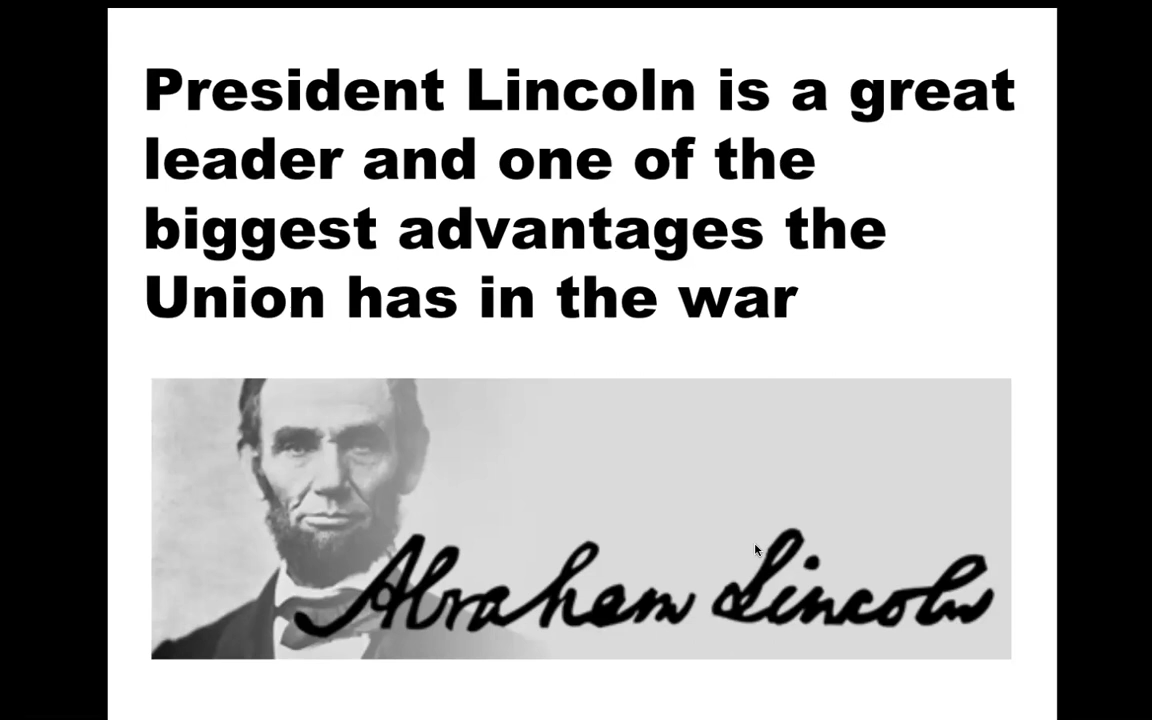 President Lincoln is a great
leader and one of the
biggest advantages the
Union has in the war
Abraham Lincoln